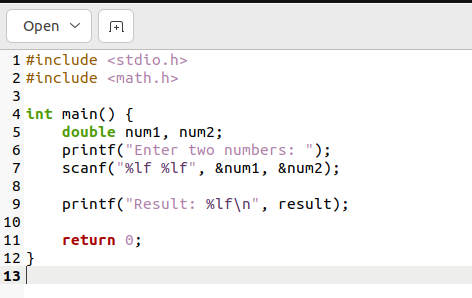 Open
1 #include <stdio.h>
2 #include <math.h>
3
4 int main() {
5     double num1, num2;
6     printf("Enter two numbers: ");
7     scanf("%lf %lf", &num1, &num2);
8
9     printf("Result: %lf\n", result);
10
11     return 0;
12 }
13